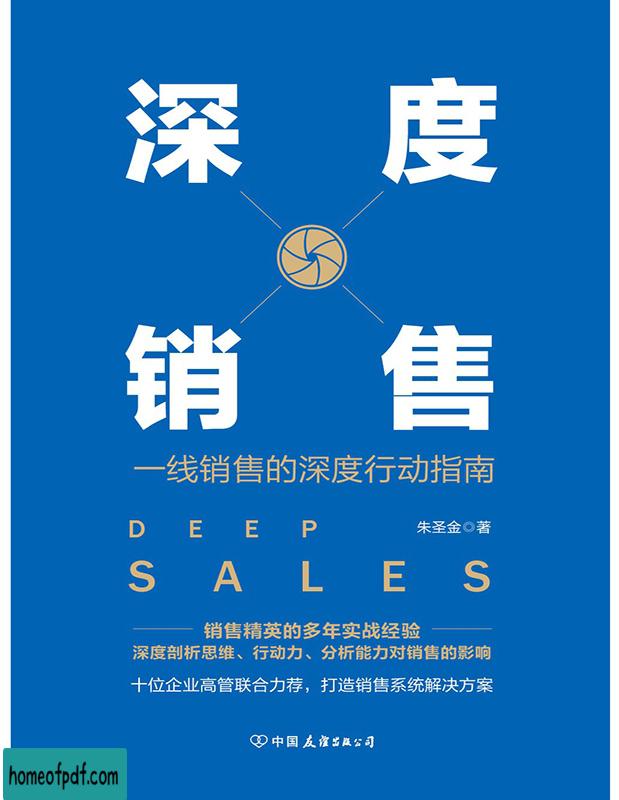 深度
销售
一线销售的深度行动指南
DEEP
朱圣金◎著
SALES
销售精英的多年实战经验
深度剖析思维、行动力、分析能力对销售的影响
十位企业高管联合力荐，打造销售系统解决方案
中国友谊出版公司
homeofpdf.com